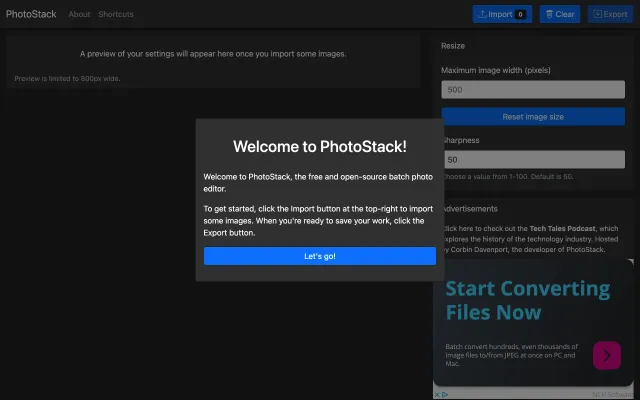 PhotoStack About Shortcuts Import 0 Clear Export
A preview of your settings will appear here once you import some images.
Preview is limited to 800px wide.
Resize
Maximum image width (pixels)
500
Reset image size
Sharpness
50
Choose a value from 1-100. Default is 50.
Welcome to PhotoStack!
Welcome to PhotoStack, the free and open-source batch photo
editor.
To get started, click the Import button at the top-right to import
some images. When you're ready to save your work, click the
Export button.
Let's go!
Advertisements
Click here to check out the Tech Tales Podcast, which
explores the history of the technology industry. Hosted
by Corbin Davenport, the developer of PhotoStack.
Start Converting
Files Now
Batch convert hundreds, even thousands of
image files to/from JPEG at once on PC and
Mac.
NCH Software